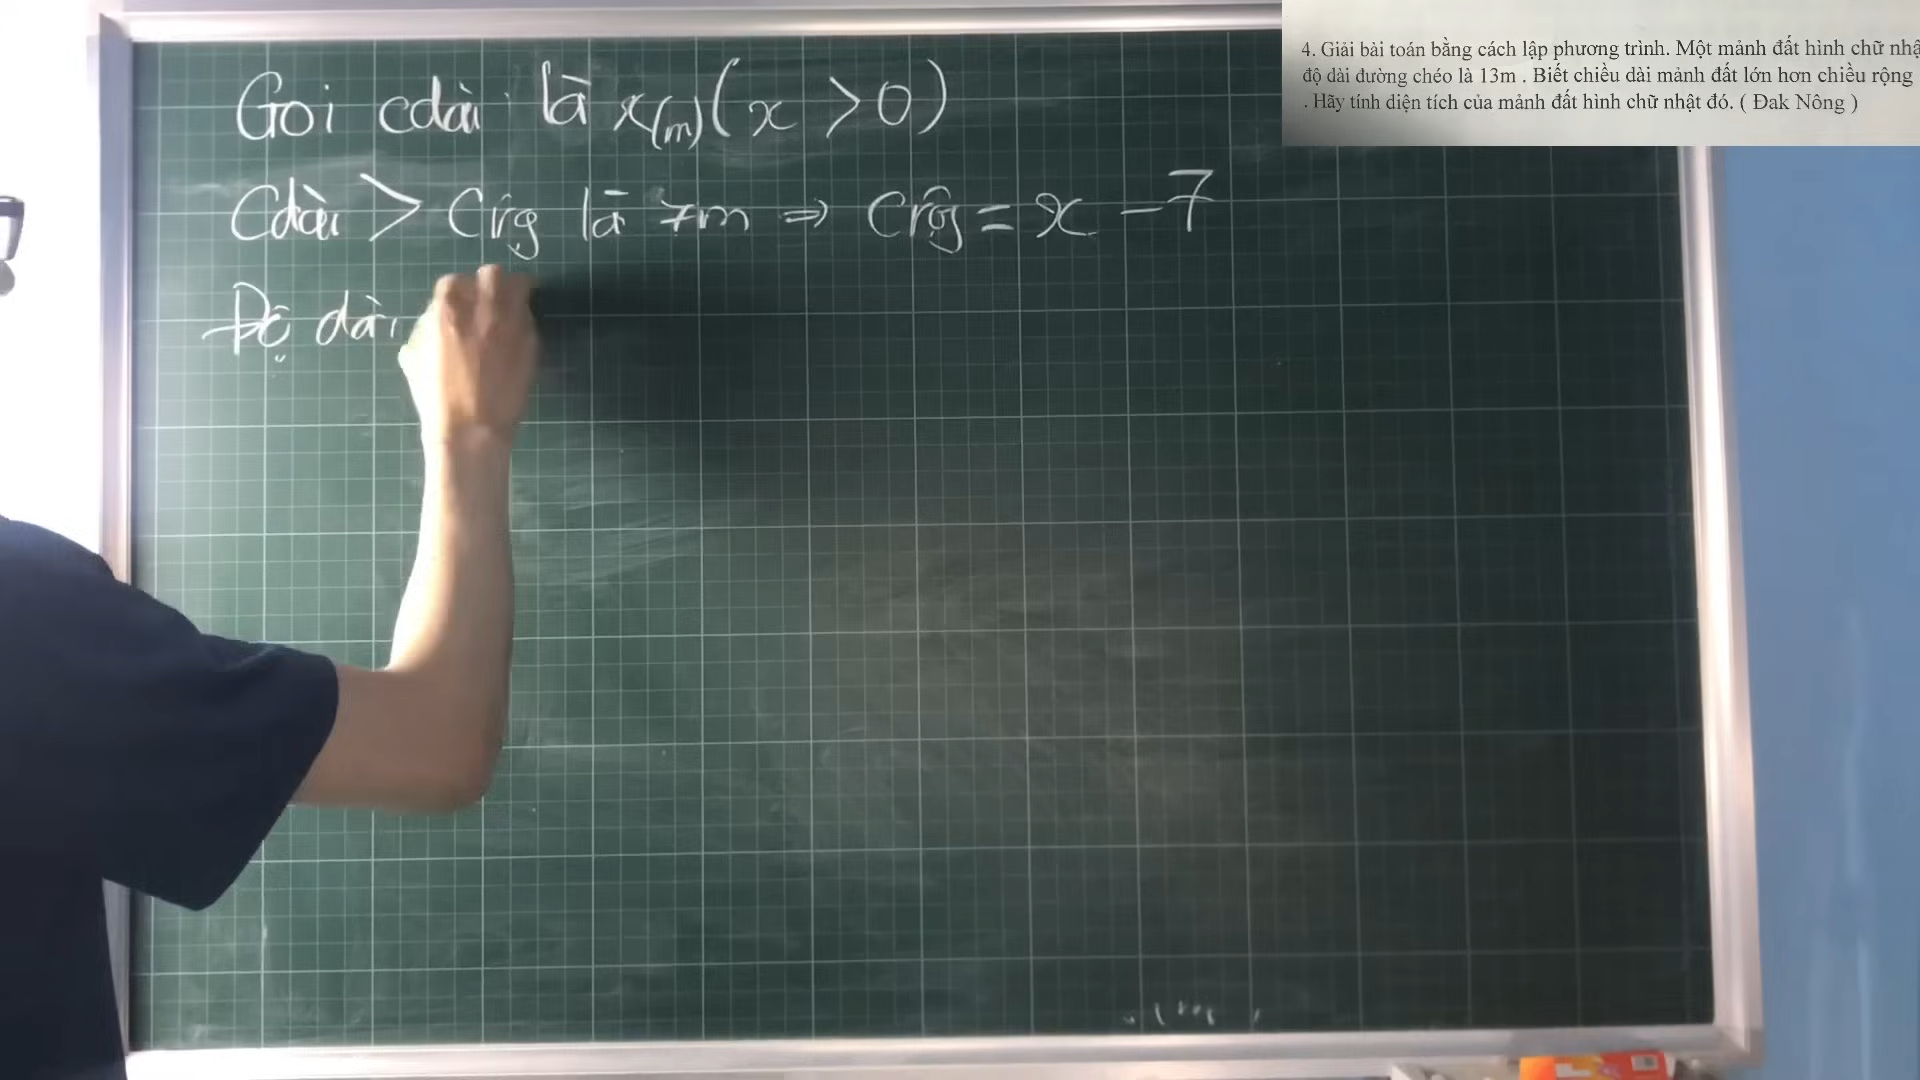 4. Giải bài toán bằng cách lập phương trình. Một mảnh đất hình chữ nhậ
độ dài đường chéo là 13m . Biết chiều dài mảnh đất lớn hơn chiều rộng
. Hãy tính diện tích của mảnh đất hình chữ nhật đó. ( Đak Nông )
Goi cdài là x(m) (x > 0)
Cdài > Crg là 7m => Crộg = x - 7
Độ dài